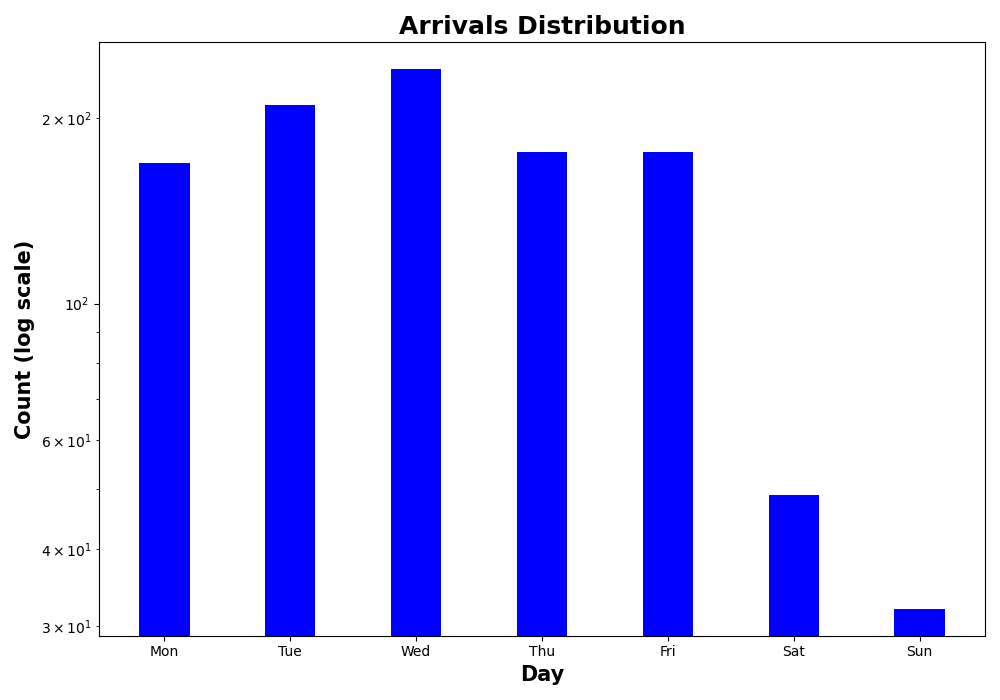 Arrivals Distribution
Count (log scale)
2 × 10²
10²
6 × 10¹
4 × 10¹
3 × 10¹
Mon Tue Wed Thu Fri Sat Sun
Day